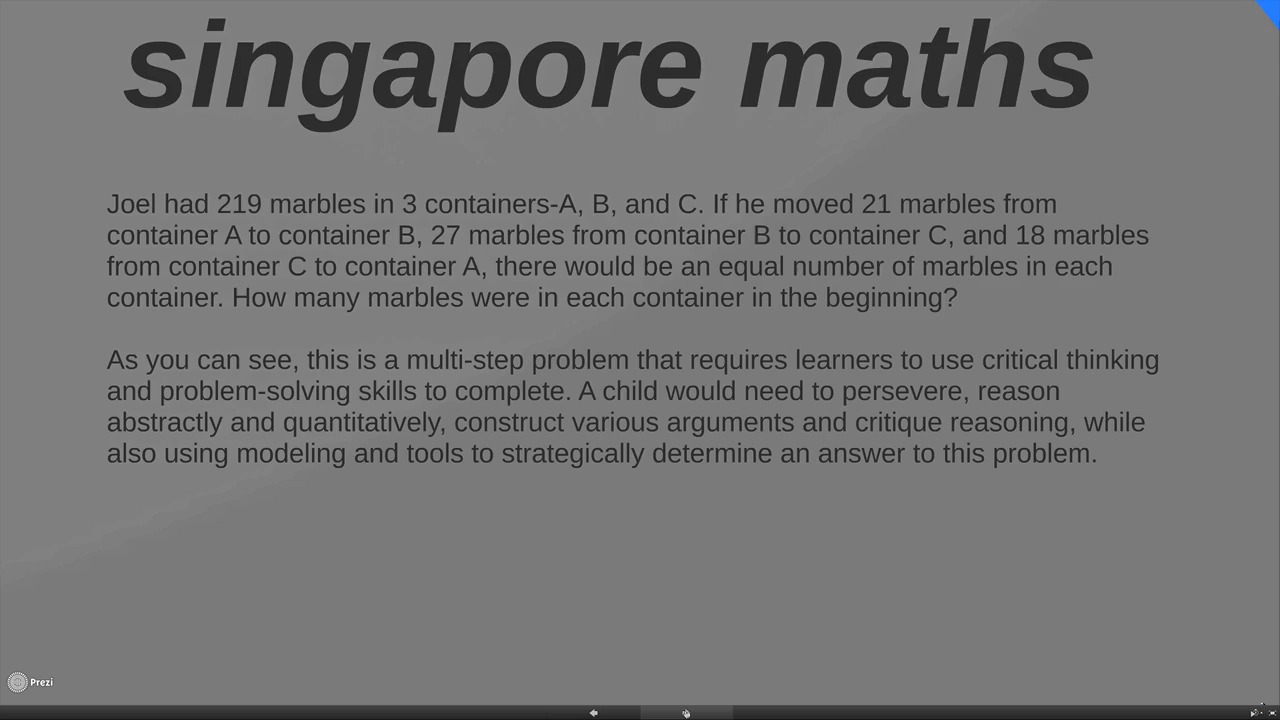 singapore maths
Joel had 219 marbles in 3 containers-A, B, and C. If he moved 21 marbles from
container A to container B, 27 marbles from container B to container C, and 18 marbles
from container C to container A, there would be an equal number of marbles in each
container. How many marbles were in each container in the beginning?
As you can see, this is a multi-step problem that requires learners to use critical thinking
and problem-solving skills to complete. A child would need to persevere, reason
abstractly and quantitatively, construct various arguments and critique reasoning, while
also using modeling and tools to strategically determine an answer to this problem.
Prezi